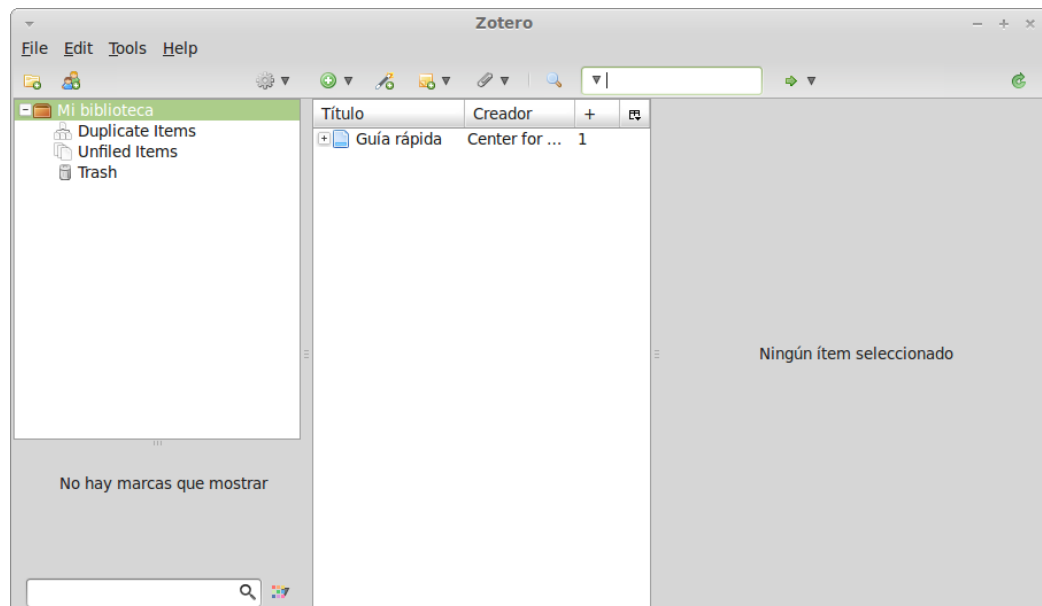 Zotero
File Edit Tools Help
Mi biblioteca
Duplicate Items
Unfiled Items
Trash
Título Creador +
Guía rápida Center for ... 1
Ningún ítem seleccionado
No hay marcas que mostrar